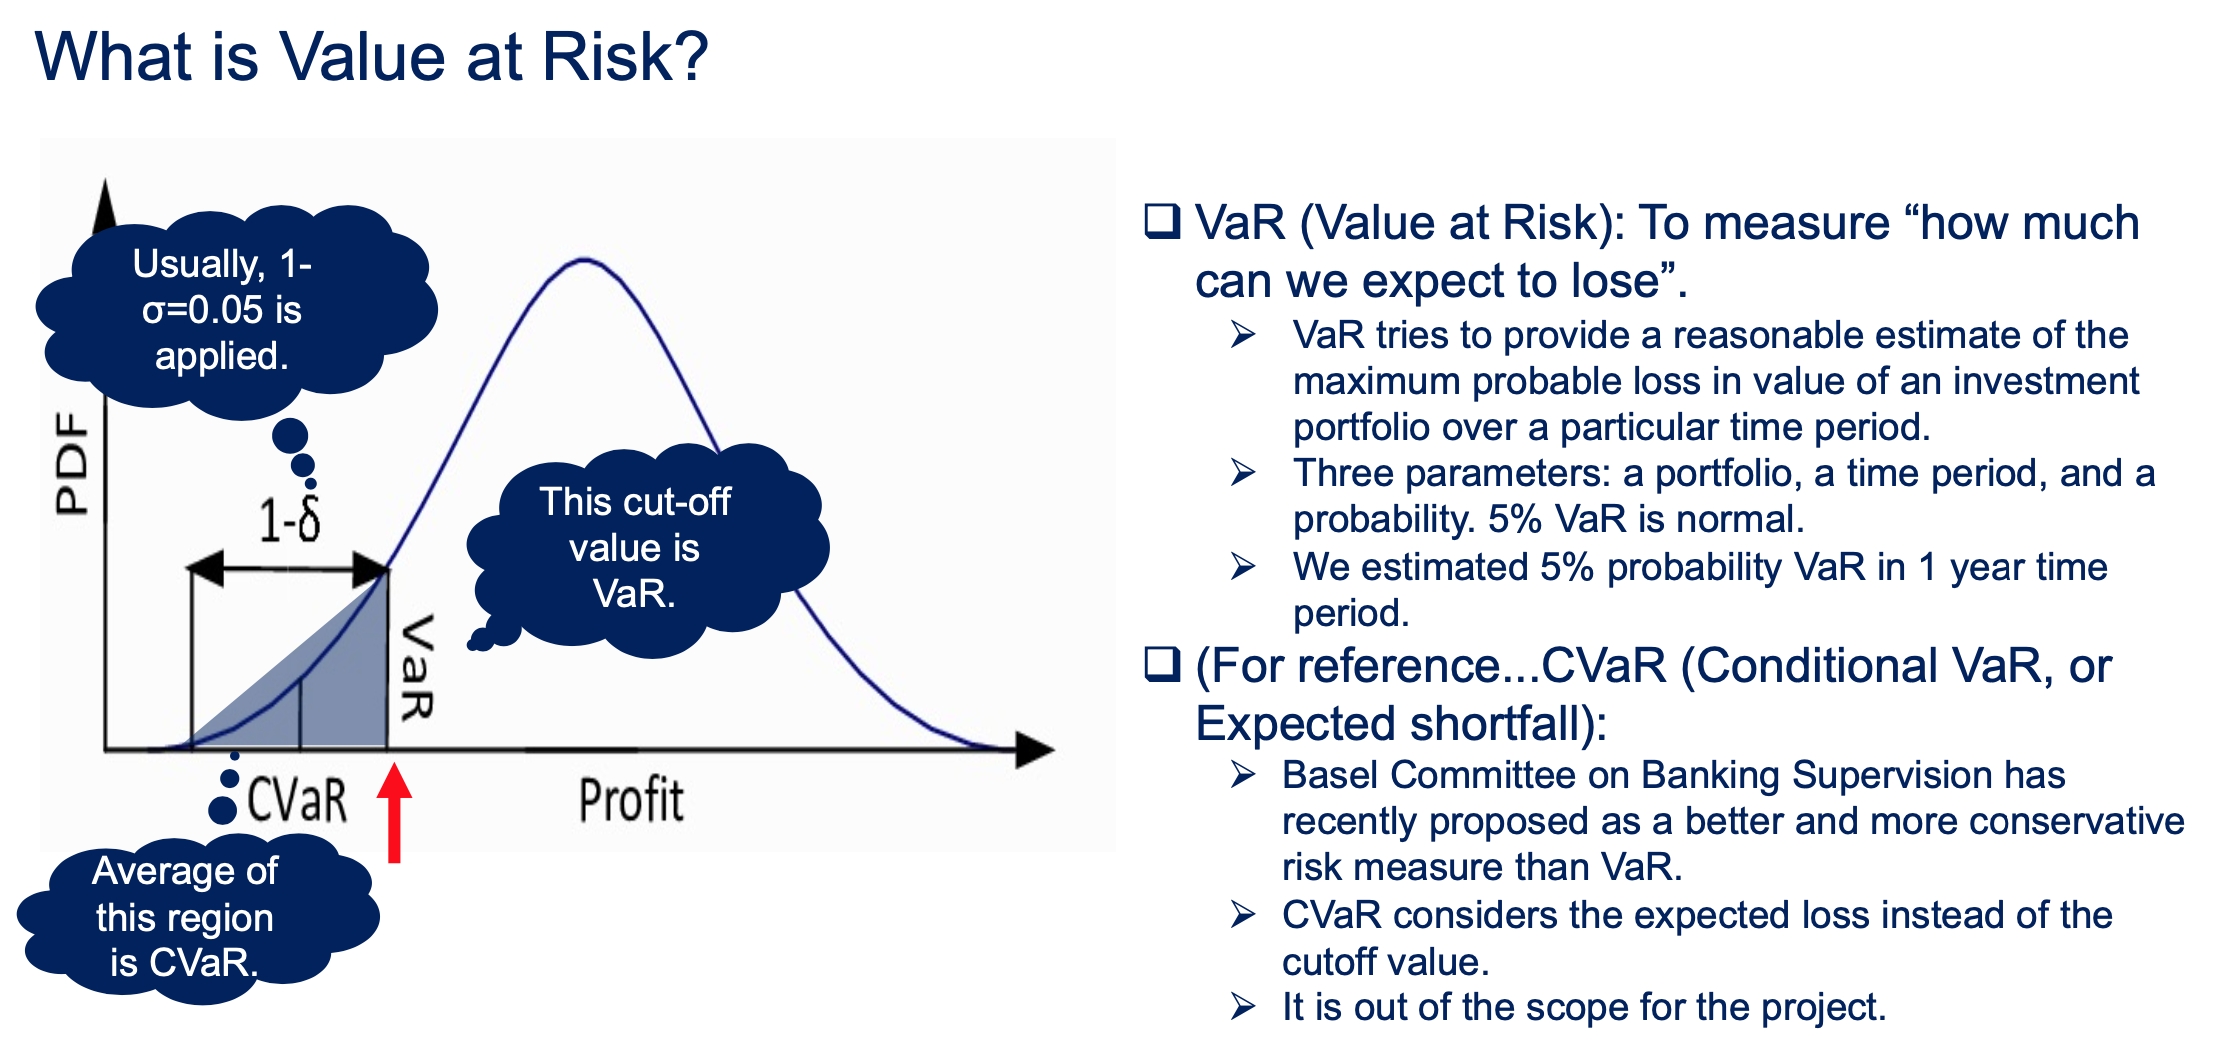 What is Value at Risk?
Usually, 1-
σ=0.05 is
applied.
PDF
1-δ
This cut-off
value is
VaR.
VaR
CVaR
Profit
Average of
this region
is CVaR.
VaR (Value at Risk): To measure “how much
can we expect to lose”.
VaR tries to provide a reasonable estimate of the
maximum probable loss in value of an investment
portfolio over a particular time period.
Three parameters: a portfolio, a time period, and a
probability. 5% VaR is normal.
We estimated 5% probability VaR in 1 year time
period.
(For reference...CVaR (Conditional VaR, or
Expected shortfall):
Basel Committee on Banking Supervision has
recently proposed as a better and more conservative
risk measure than VaR.
CVaR considers the expected loss instead of the
cutoff value.
It is out of the scope for the project.